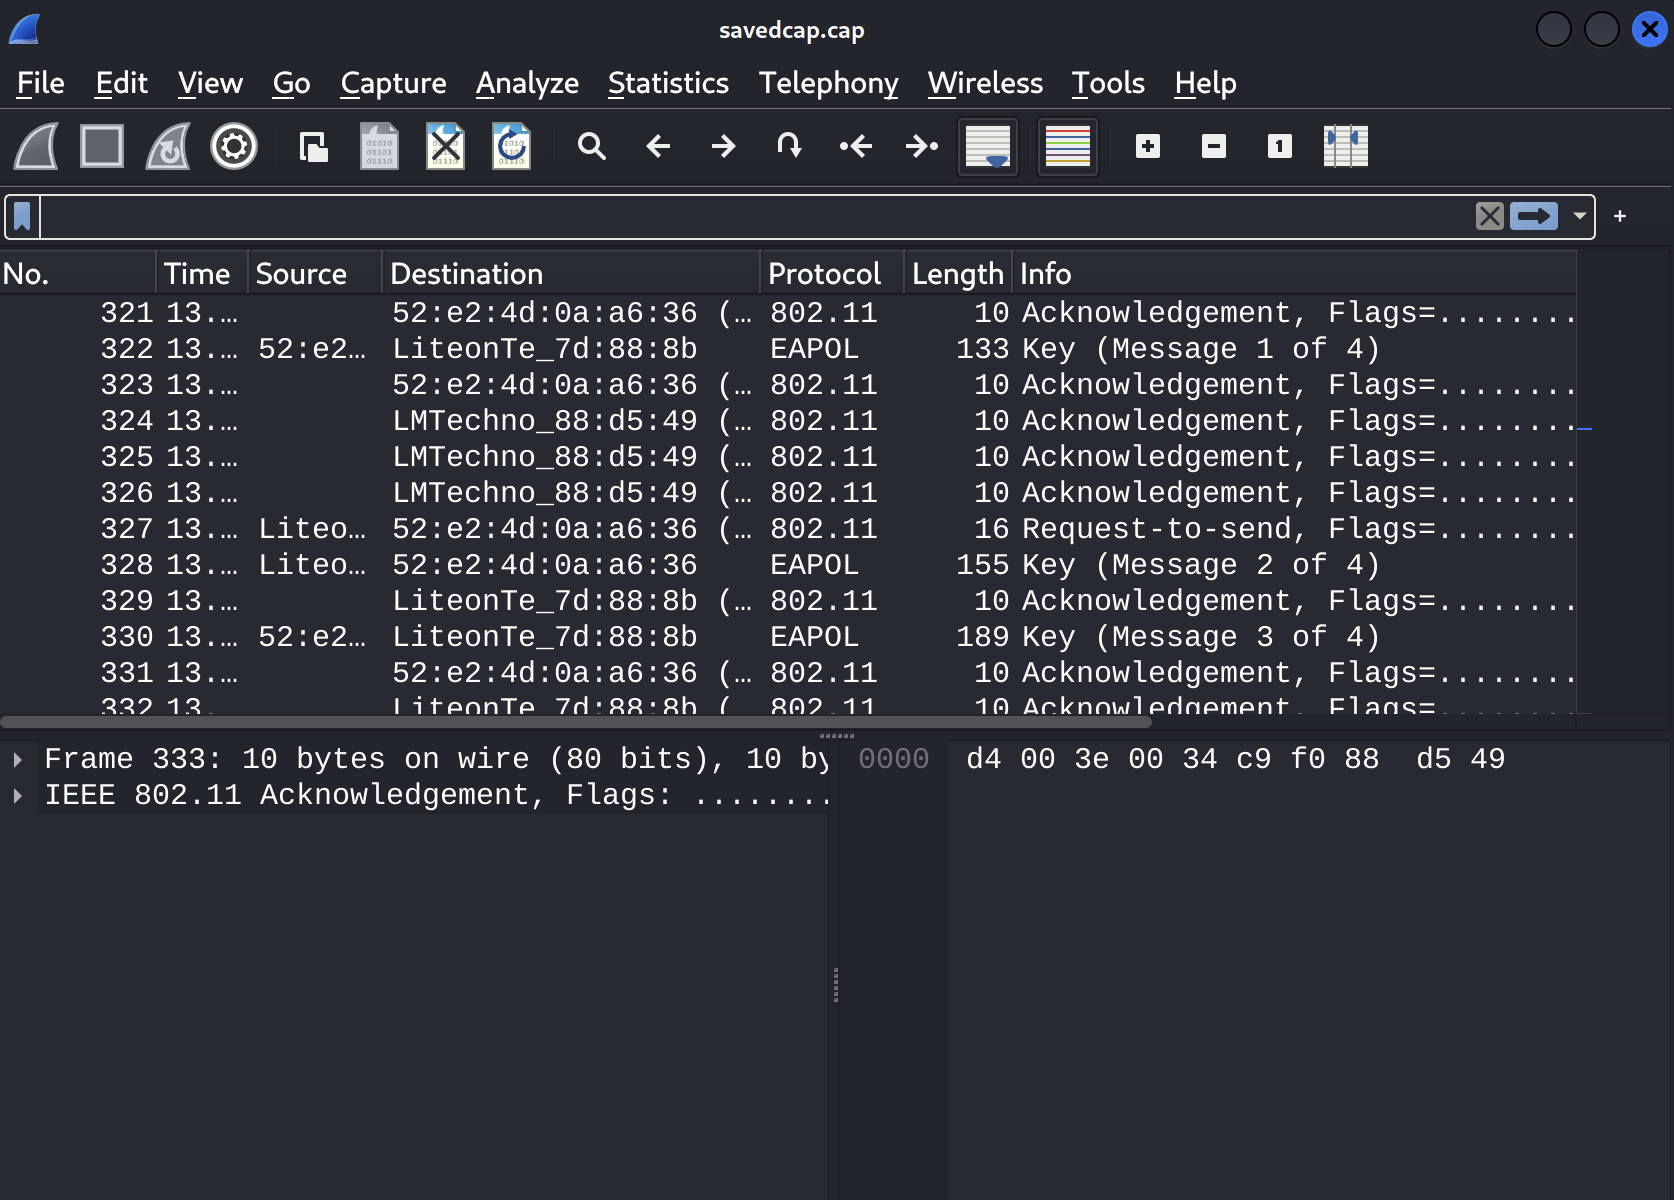 savedcap.cap
File Edit View Go Capture Analyze Statistics Telephony Wireless Tools Help
No. Time Source Destination Protocol Length Info
321 13.… 52:e2:4d:0a:a6:36 (… 802.11 10 Acknowledgement, Flags=........
322 13.… 52:e2… LiteonTe_7d:88:8b EAPOL 133 Key (Message 1 of 4)
323 13.… 52:e2:4d:0a:a6:36 (… 802.11 10 Acknowledgement, Flags=........
324 13.… LMTechno_88:d5:49 (… 802.11 10 Acknowledgement, Flags=........
325 13.… LMTechno_88:d5:49 (… 802.11 10 Acknowledgement, Flags=........
326 13.… LMTechno_88:d5:49 (… 802.11 10 Acknowledgement, Flags=........
327 13.… Liteo… 52:e2:4d:0a:a6:36 (… 802.11 16 Request-to-send, Flags=........
328 13.… Liteo… 52:e2:4d:0a:a6:36 EAPOL 155 Key (Message 2 of 4)
329 13.… LiteonTe_7d:88:8b (… 802.11 10 Acknowledgement, Flags=........
330 13.… 52:e2… LiteonTe_7d:88:8b EAPOL 189 Key (Message 3 of 4)
331 13.… 52:e2:4d:0a:a6:36 (… 802.11 10 Acknowledgement, Flags=........
332 13. LiteonTe_7d:88:8b ( 802.11 10 Acknowledgement, Flags=........
Frame 333: 10 bytes on wire (80 bits), 10 by
IEEE 802.11 Acknowledgement, Flags: ........
0000 d4 00 3e 00 34 c9 f0 88 d5 49